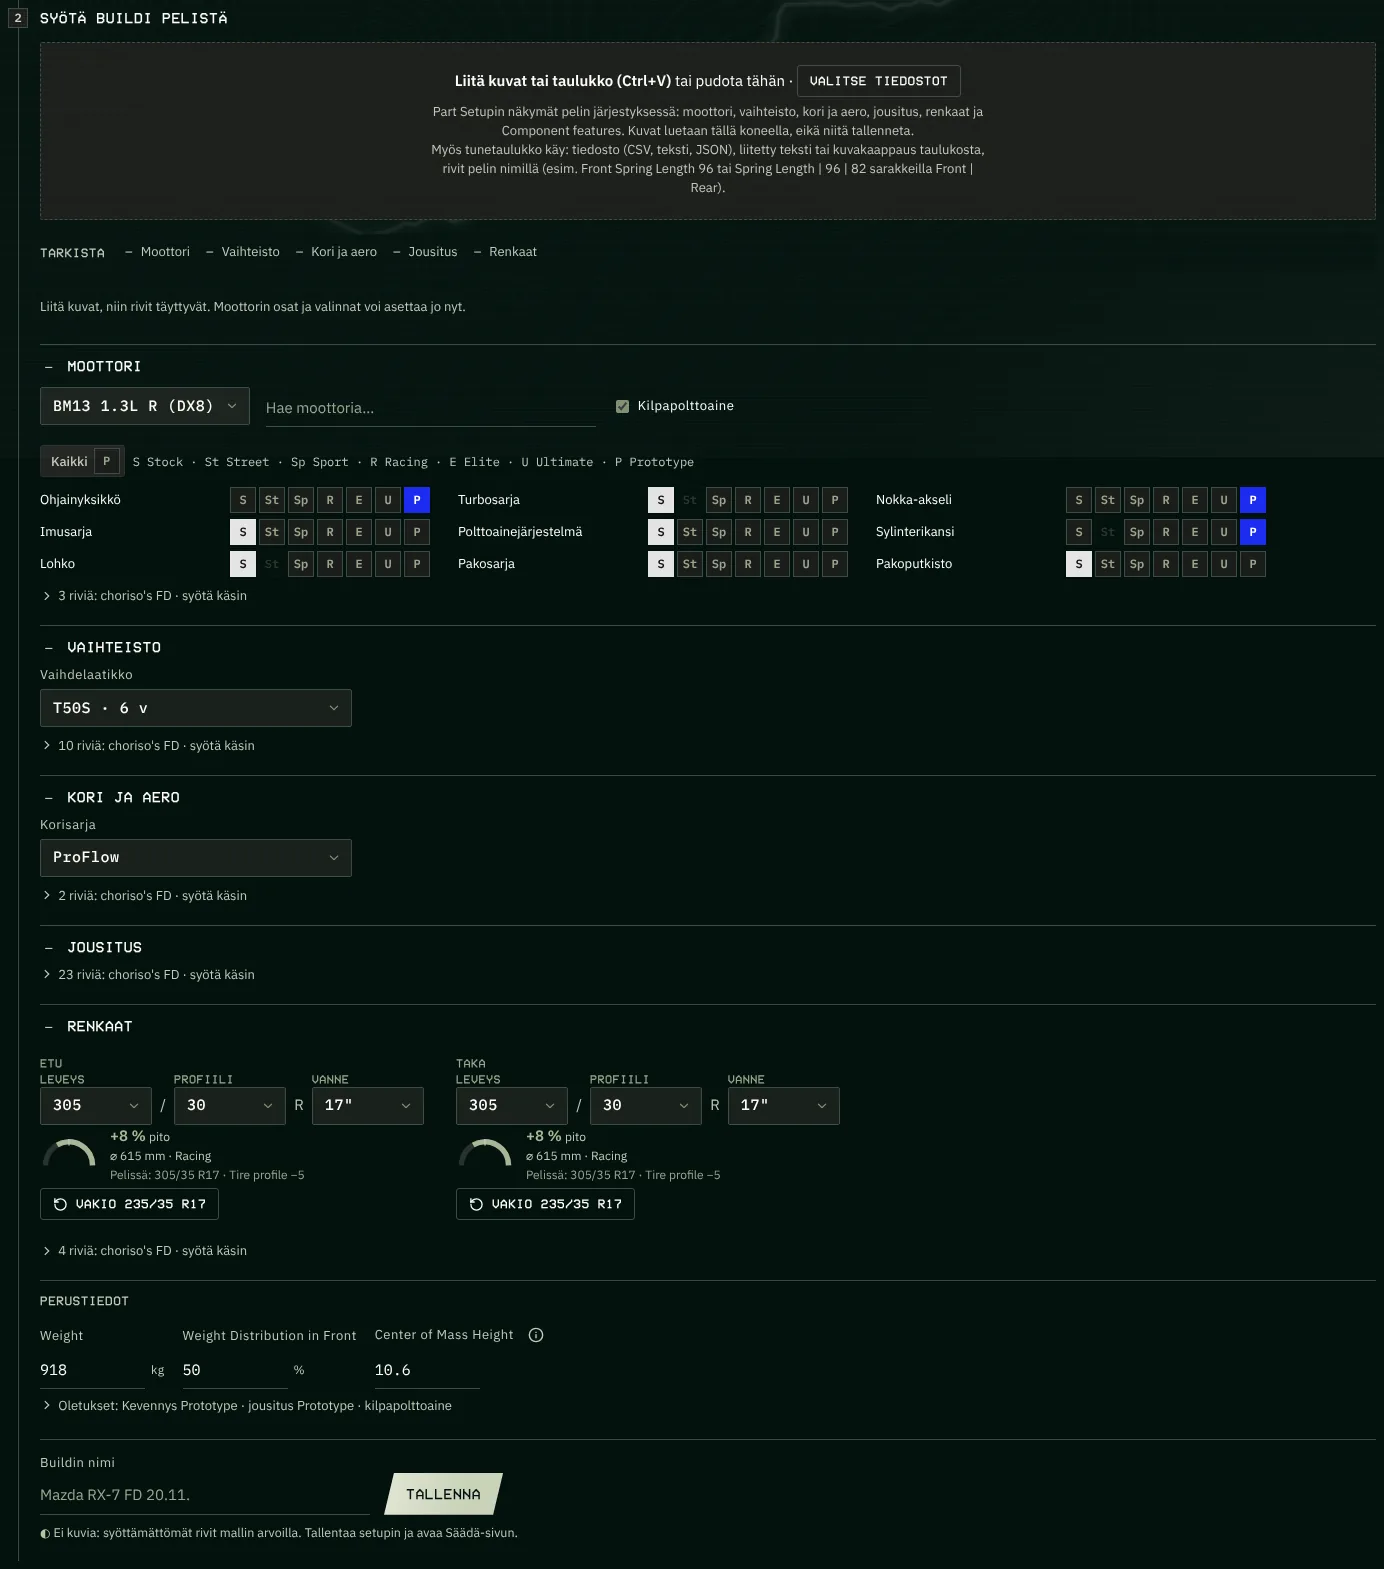 2 SYÖTÄ BUILDI PELISTÄ
Liitä kuvat tai taulukko (Ctrl+V) tai pudota tähän · VALITSE TIEDOSTOT
Part Setupin näkymät pelin järjestyksessä: moottori, vaihteisto, kori ja aero, jousitus, renkaat ja
Component features. Kuvat luetaan tällä koneella, eikä niitä tallenneta.
Myös tunetaulukko käy: tiedosto (CSV, teksti, JSON), liitetty teksti tai kuvakaappaus taulukosta,
rivit pelin nimillä (esim. Front Spring Length 96 tai Spring Length | 96 | 82 sarakkeilla Front |
Rear).
TARKISTA – Moottori – Vaihteisto – Kori ja aero – Jousitus – Renkaat
Liitä kuvat, niin rivit täyttyvät. Moottorin osat ja valinnat voi asettaa jo nyt.
– MOOTTORI
BM13 1.3L R (DX8) Hae moottoria... Kilpapolttoaine
Kaikki P S Stock · St Street · Sp Sport · R Racing · E Elite · U Ultimate · P Prototype
Ohjainyksikkö S St Sp R E U P Turbosarja S St Sp R E U P Nokka-akseli S St Sp R E U P
Imusarja S St Sp R E U P Polttoainejärjestelmä S St Sp R E U P Sylinterikansi S St Sp R E U P
Lohko S St Sp R E U P Pakosarja S St Sp R E U P Pakoputkisto S St Sp R E U P
3 riviä: choriso's FD · syötä käsin
– VAIHTEISTO
Vaihdelaatikko
T50S · 6 v
10 riviä: choriso's FD · syötä käsin
– KORI JA AERO
Korisarja
ProFlow
2 riviä: choriso's FD · syötä käsin
– JOUSITUS
23 riviä: choriso's FD · syötä käsin
– RENKAAT
ETU TAKA
LEVEYS PROFIILI VANNE LEVEYS PROFIILI VANNE
305 / 30 R 17" 305 / 30 R 17"
+8 % pito +8 % pito
⌀ 615 mm · Racing ⌀ 615 mm · Racing
Pelissä: 305/35 R17 · Tire profile −5 Pelissä: 305/35 R17 · Tire profile −5
VAKIO 235/35 R17 VAKIO 235/35 R17
4 riviä: choriso's FD · syötä käsin
PERUSTIEDOT
Weight Weight Distribution in Front Center of Mass Height
918 kg 50 % 10.6
Oletukset: Kevennys Prototype · jousitus Prototype · kilpapolttoaine
Buildin nimi
Mazda RX-7 FD 20.11. TALLENNA
Ei kuvia: syöttämättömät rivit mallin arvoilla. Tallentaa setupin ja avaa Säädä-sivun.